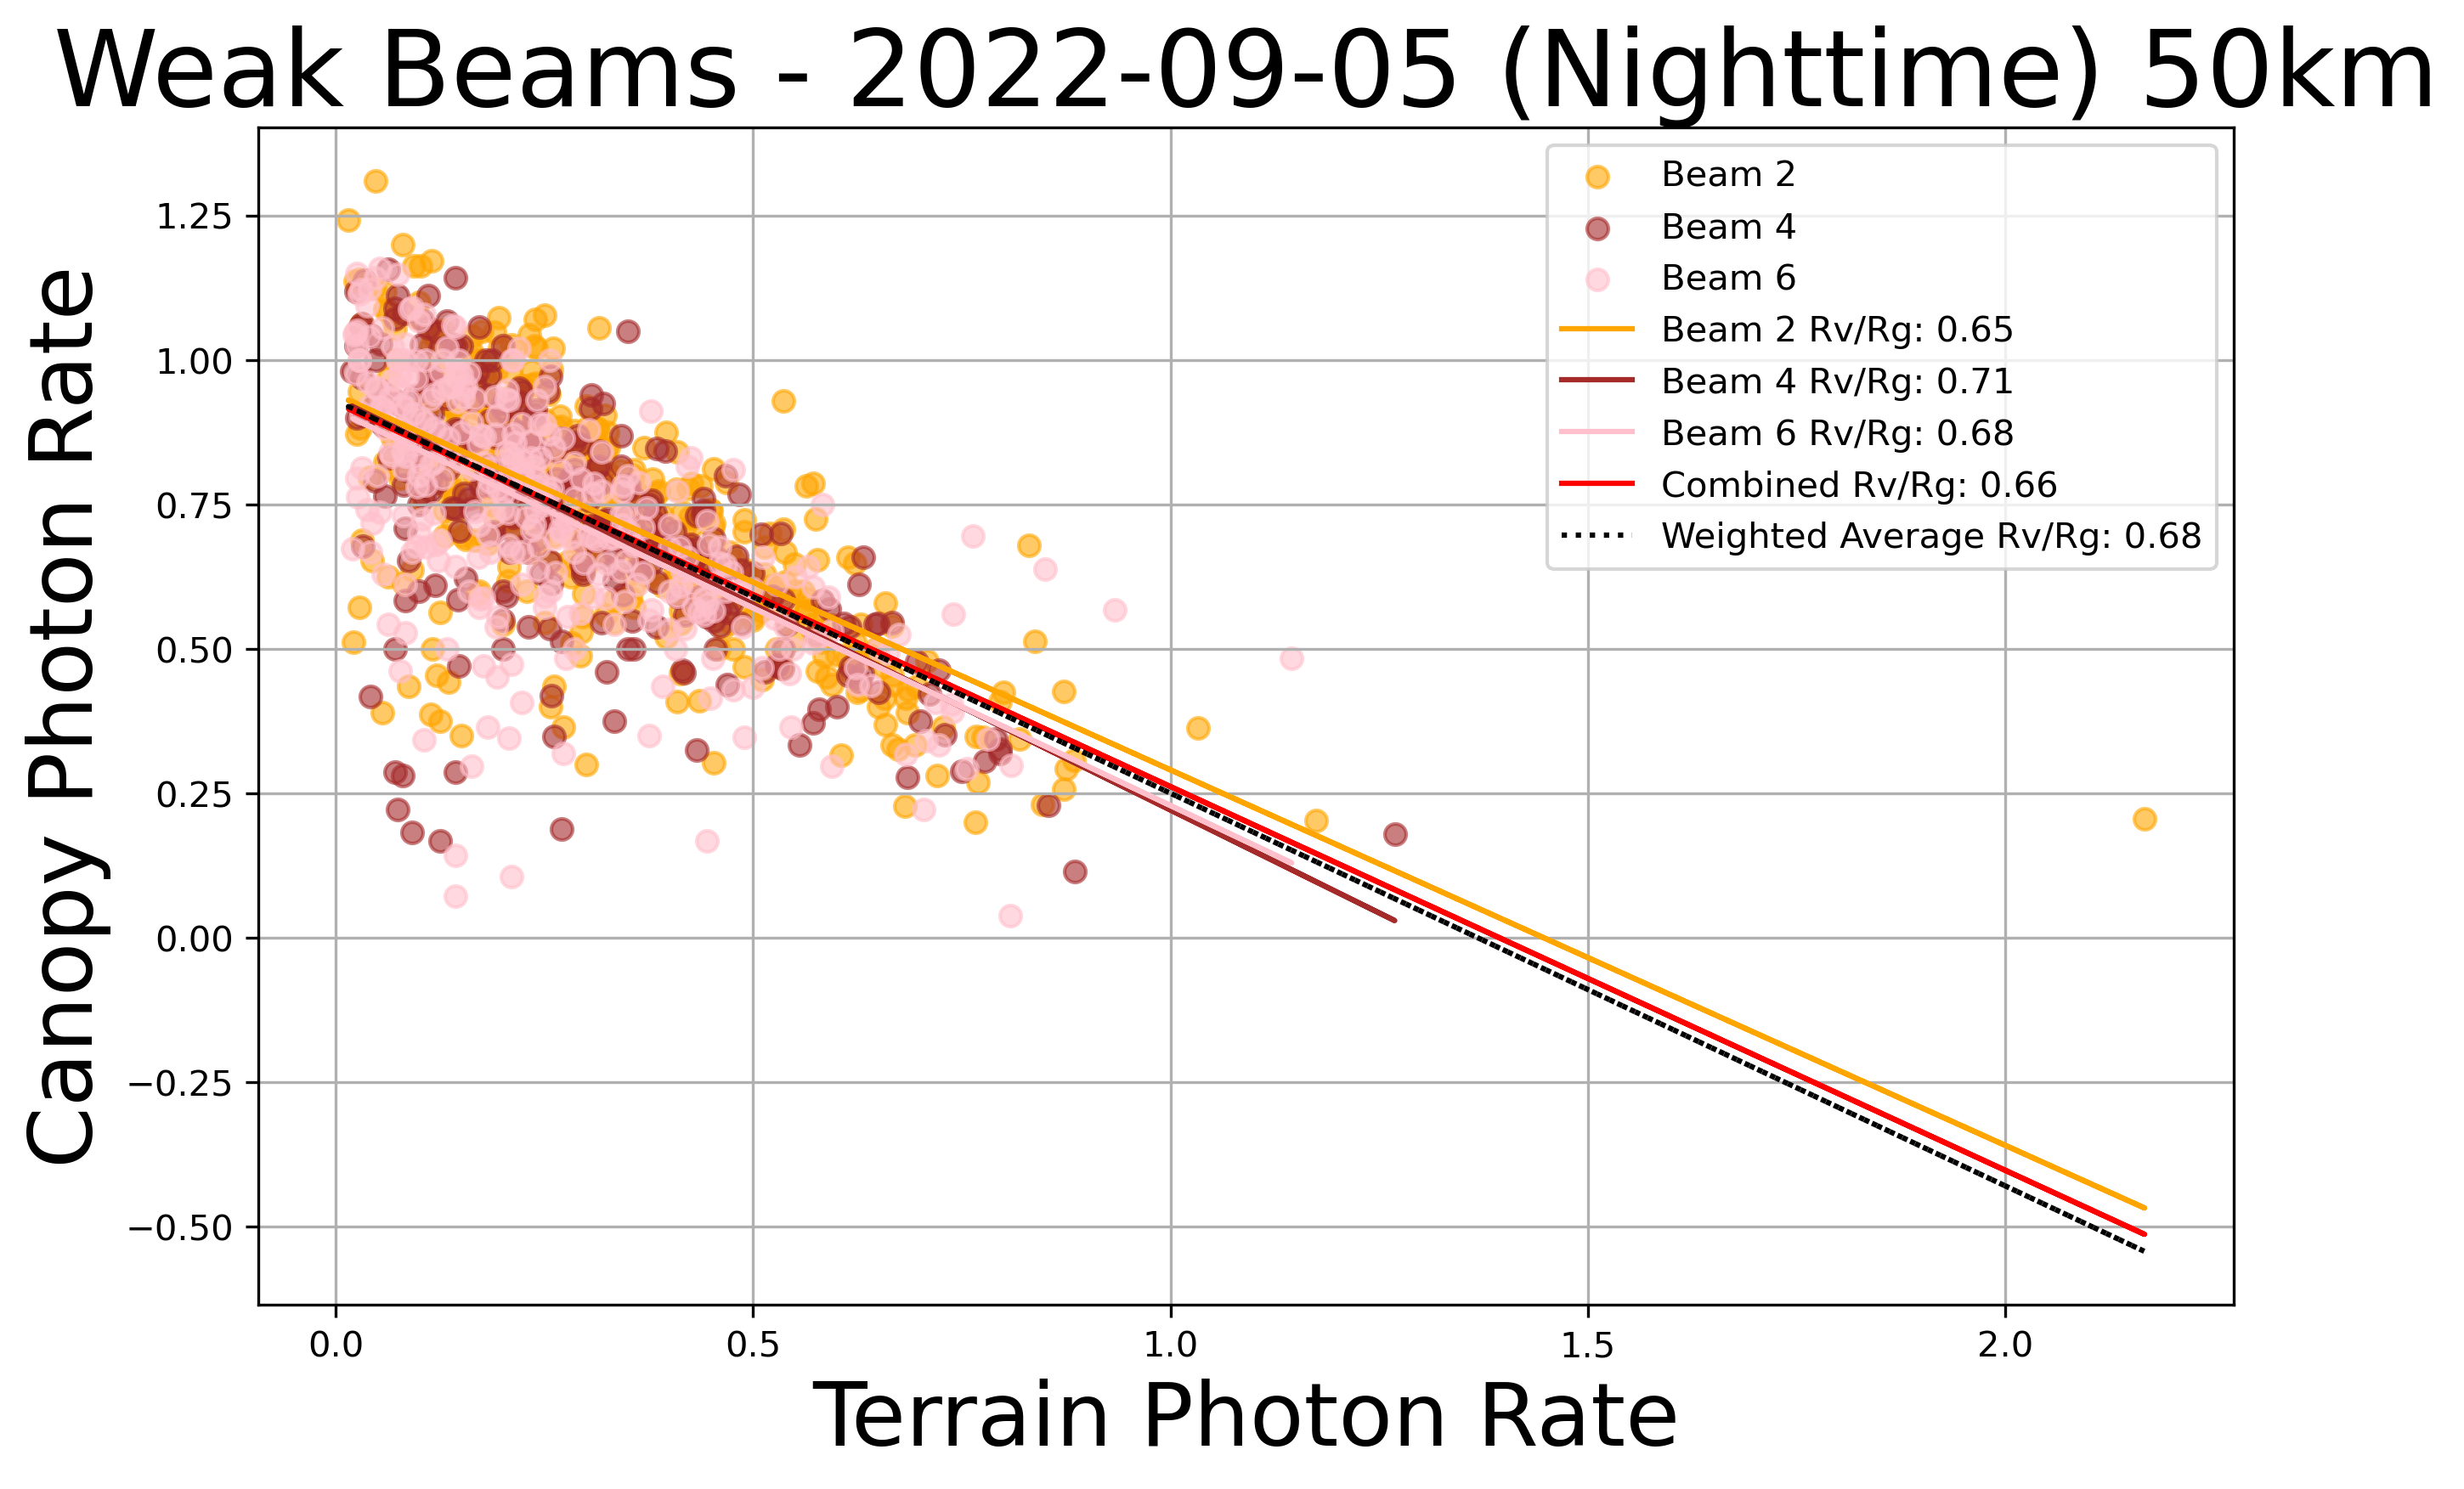 Weak Beams - 2022-09-05 (Nighttime) 50km
Canopy Photon Rate
1.25
1.00
0.75
0.50
0.25
0.00
−0.25
−0.50
Beam 2
Beam 4
Beam 6
Beam 2 Rv/Rg: 0.65
Beam 4 Rv/Rg: 0.71
Beam 6 Rv/Rg: 0.68
Combined Rv/Rg: 0.66
Weighted Average Rv/Rg: 0.68
0.0 0.5 1.0 1.5 2.0
Terrain Photon Rate